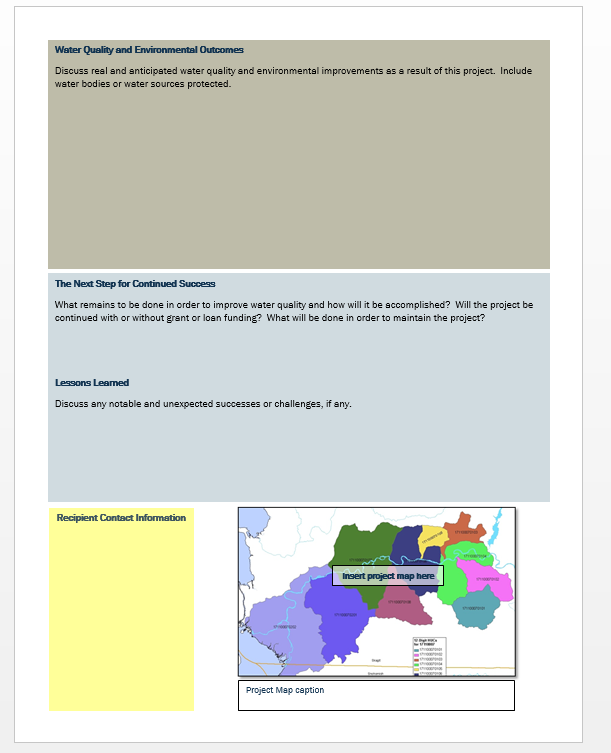 Water Quality and Environmental Outcomes
Discuss real and anticipated water quality and environmental improvements as a result of this project. Include
water bodies or water sources protected.
The Next Step for Continued Success
What remains to be done in order to improve water quality and how will it be accomplished? Will the project be
continued with or without grant or loan funding? What will be done in order to maintain the project?
Lessons Learned
Discuss any notable and unexpected successes or challenges, if any.
Recipient Contact Information
Insert project map here
Project Map caption